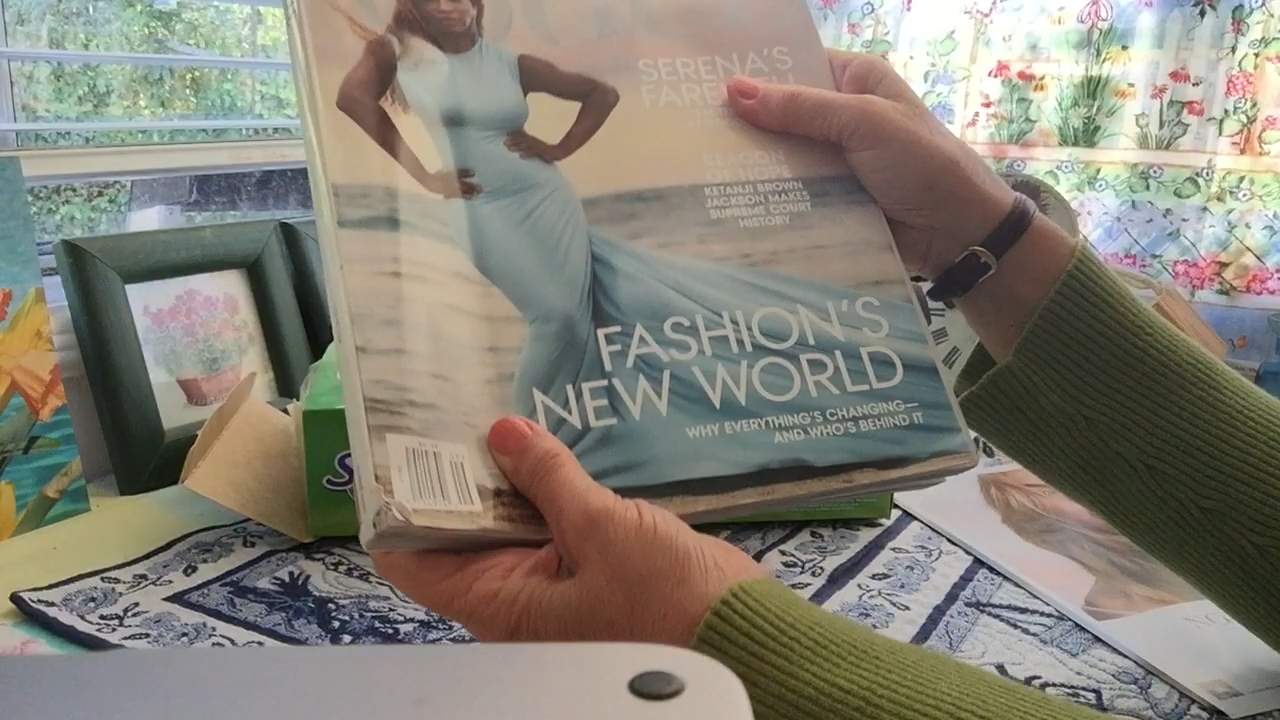 SERENA'S
FAREWELL
BEACON
OF HOPE
KETANJI BROWN
JACKSON MAKES
SUPREME COURT
HISTORY
FASHION'S
NEW WORLD
WHY EVERYTHING'S CHANGING—
AND WHO'S BEHIND IT